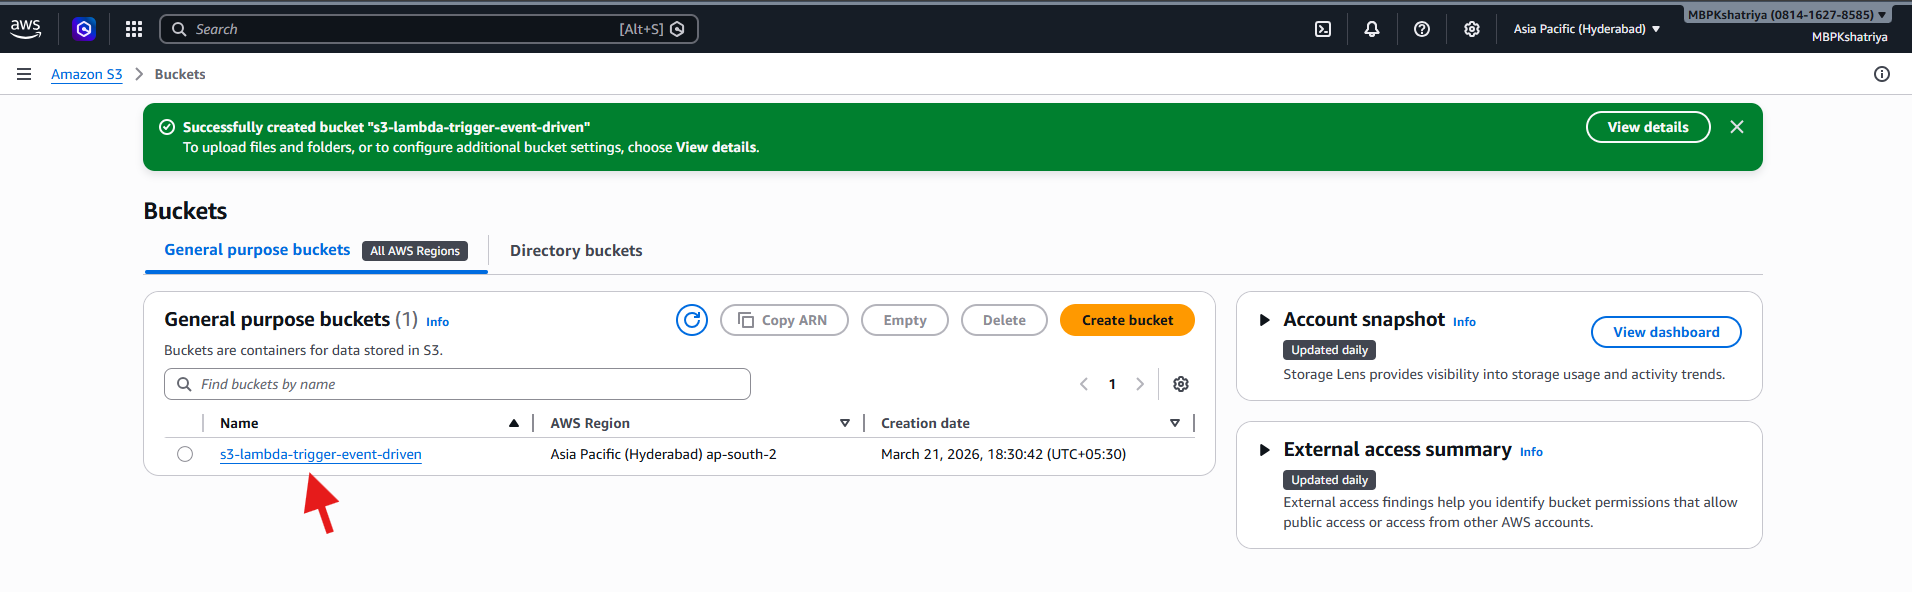 aws
Search
[Alt+S]
Asia Pacific (Hyderabad) ▼
MBPKshatriya (0814-1627-8585) ▼
MBPKshatriya
Amazon S3 > Buckets
Successfully created bucket "s3-lambda-trigger-event-driven"
To upload files and folders, or to configure additional bucket settings, choose View details.
View details
Buckets
General purpose buckets All AWS Regions
Directory buckets
General purpose buckets (1) Info
Copy ARN
Empty
Delete
Create bucket
Buckets are containers for data stored in S3.
Find buckets by name
1
Name
AWS Region
Creation date
s3-lambda-trigger-event-driven
Asia Pacific (Hyderabad) ap-south-2
March 21, 2026, 18:30:42 (UTC+05:30)
Account snapshot Info
Updated daily
View dashboard
Storage Lens provides visibility into storage usage and activity trends.
External access summary Info
Updated daily
External access findings help you identify bucket permissions that allow
public access or access from other AWS accounts.